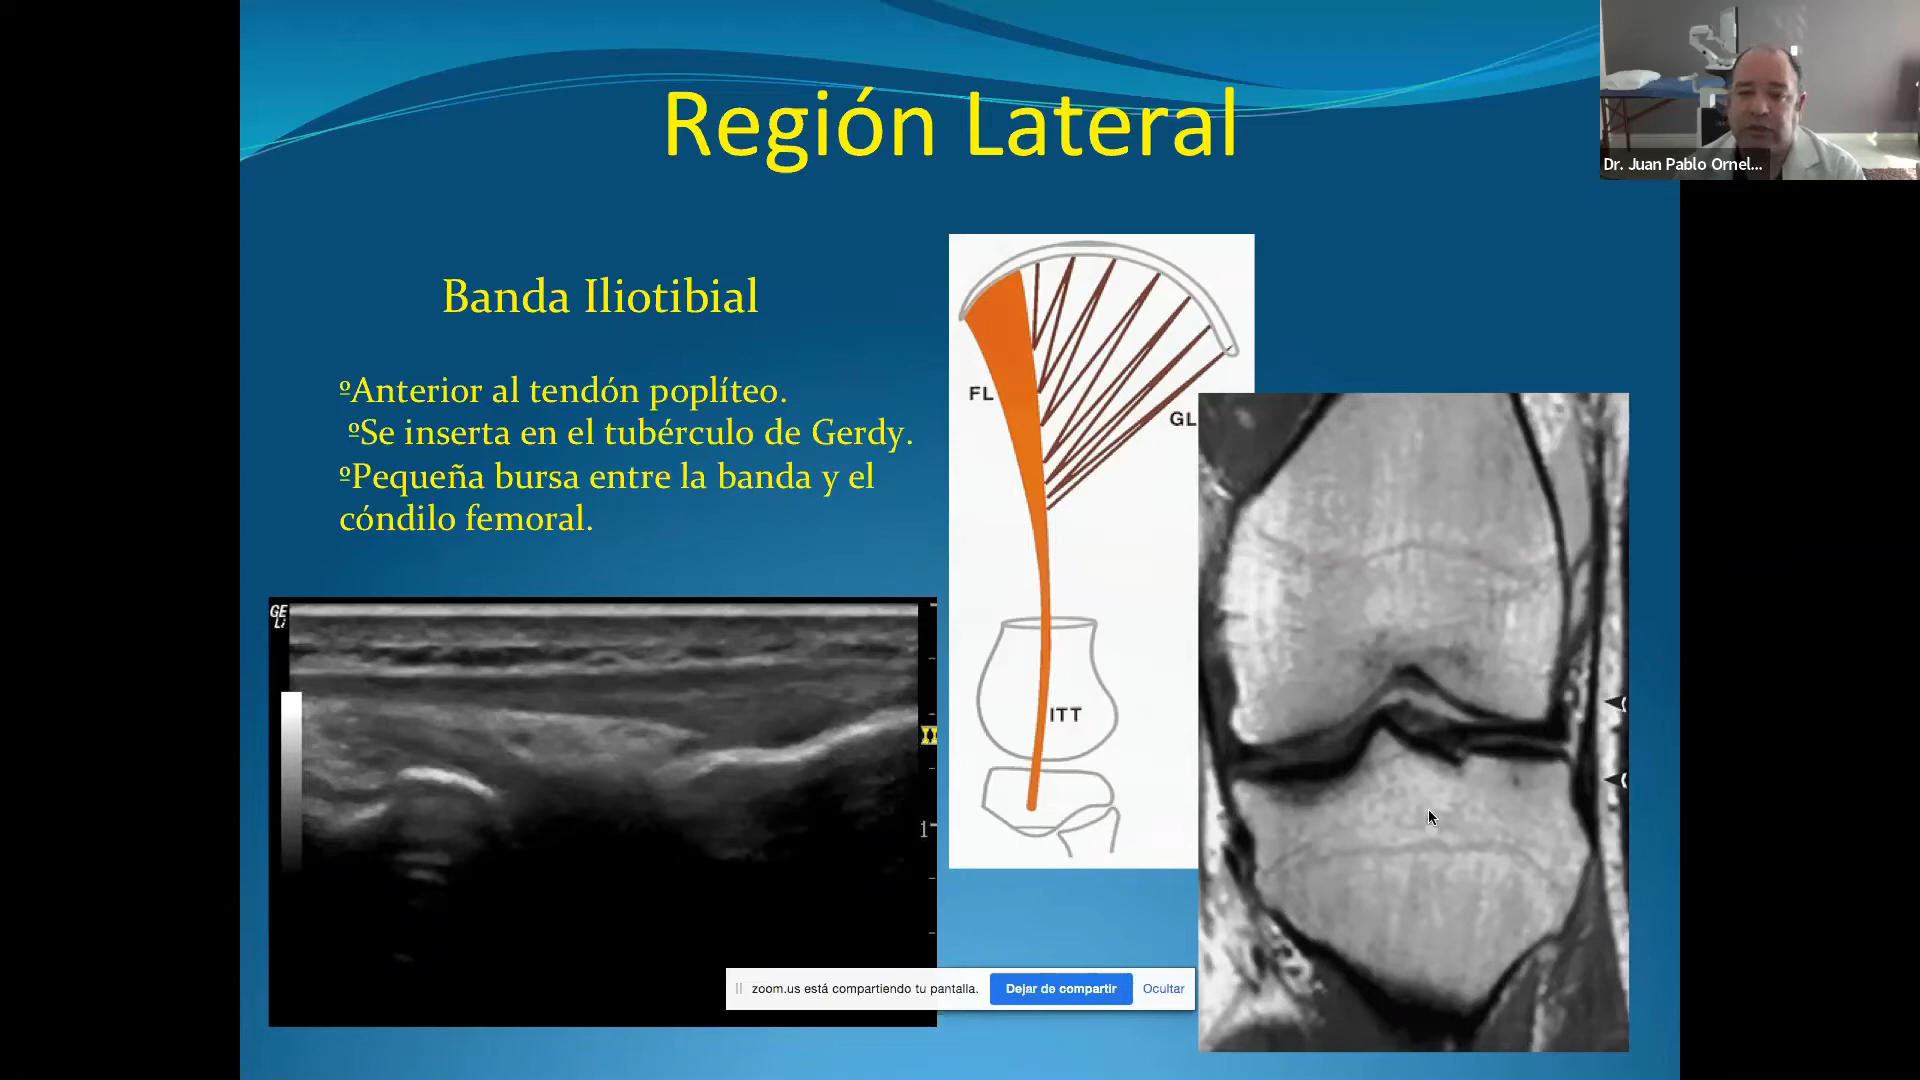 Región Lateral
Dr. Juan Pablo Ornel...
Banda Iliotibial
ºAnterior al tendón poplíteo.
ºSe inserta en el tubérculo de Gerdy.
ºPequeña bursa entre la banda y el
cóndilo femoral.
FL
GL
ITT
GE
Li
1
zoom.us está compartiendo tu pantalla.
Dejar de compartir
Ocultar